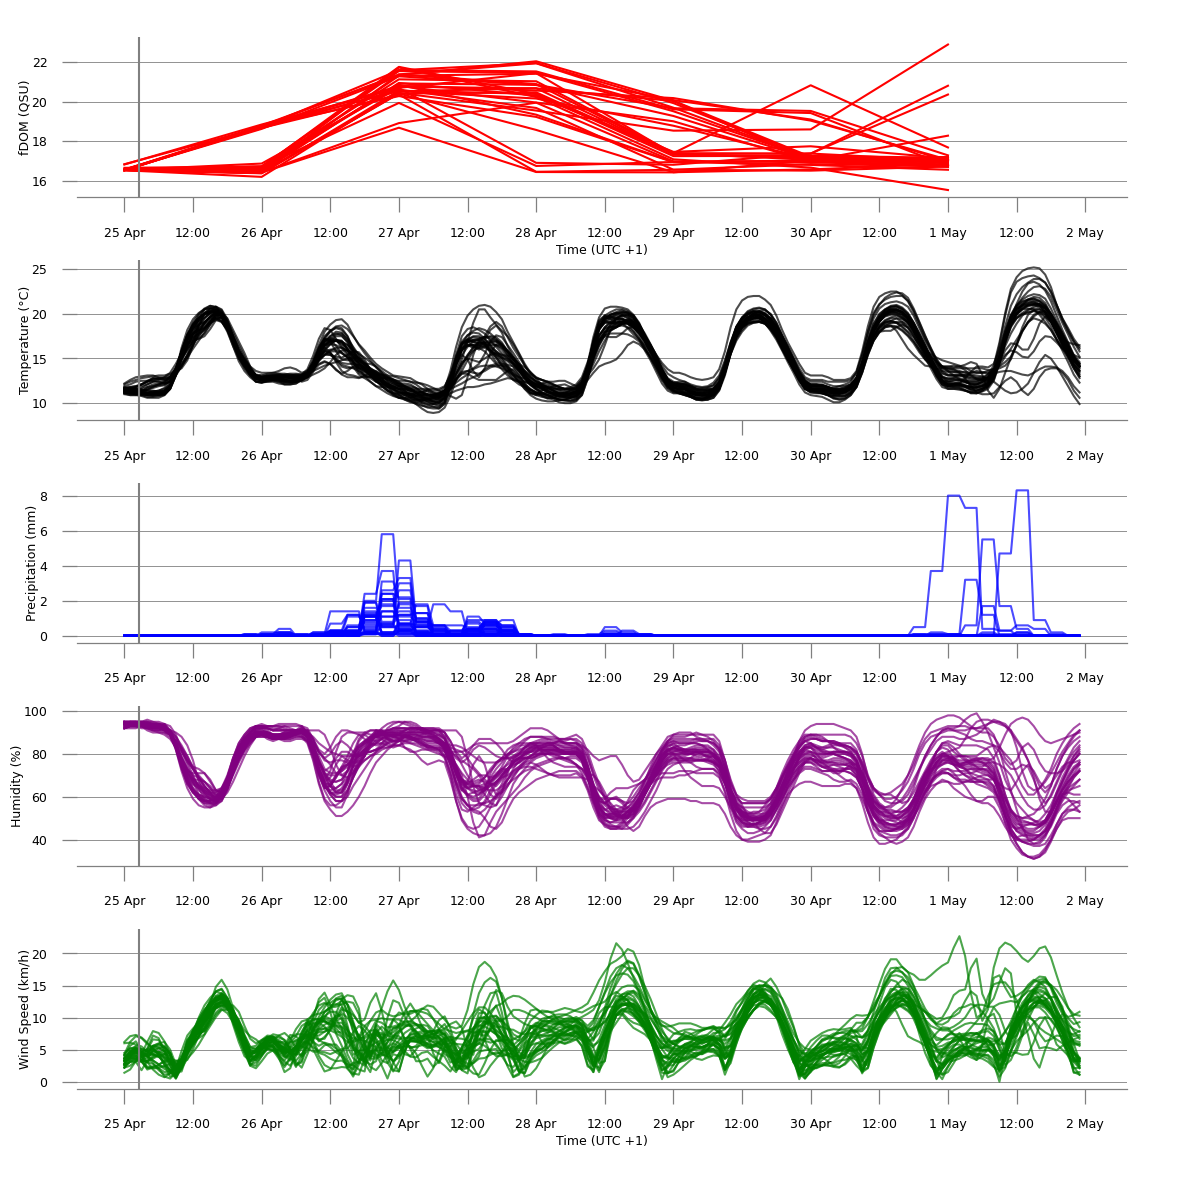 fDOM (QSU)
22
20
18
16
25 Apr 12:00 26 Apr 12:00 27 Apr 12:00 28 Apr 12:00 29 Apr 12:00 30 Apr 12:00 1 May 12:00 2 May
Time (UTC +1)
Temperature (°C)
25
20
15
10
25 Apr 12:00 26 Apr 12:00 27 Apr 12:00 28 Apr 12:00 29 Apr 12:00 30 Apr 12:00 1 May 12:00 2 May
Precipitation (mm)
8
6
4
2
0
25 Apr 12:00 26 Apr 12:00 27 Apr 12:00 28 Apr 12:00 29 Apr 12:00 30 Apr 12:00 1 May 12:00 2 May
Humidity (%)
100
80
60
40
25 Apr 12:00 26 Apr 12:00 27 Apr 12:00 28 Apr 12:00 29 Apr 12:00 30 Apr 12:00 1 May 12:00 2 May
Wind Speed (km/h)
20
15
10
5
0
25 Apr 12:00 26 Apr 12:00 27 Apr 12:00 28 Apr 12:00 29 Apr 12:00 30 Apr 12:00 1 May 12:00 2 May
Time (UTC +1)